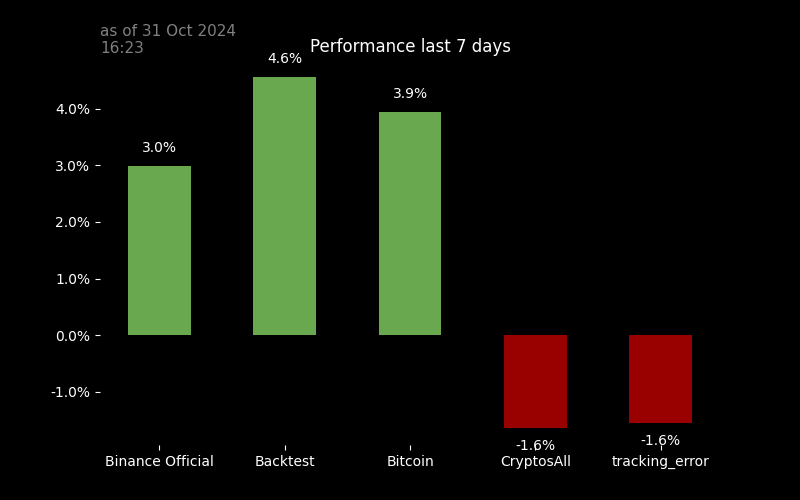 as of 31 Oct 2024
16:23
Performance last 7 days
4.6%
3.9%
4.0%
3.0%
3.0%
2.0%
1.0%
0.0%
-1.0%
-1.6%
-1.6%
Binance Official
Backtest
Bitcoin
CryptosAll
tracking_error